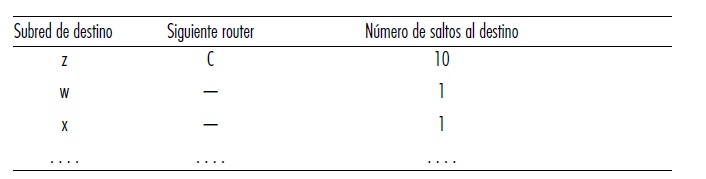 Subred de destino Siguiente router Número de saltos al destino
z C 10
w — 1
x — 1
. . . . . . . . . . . .